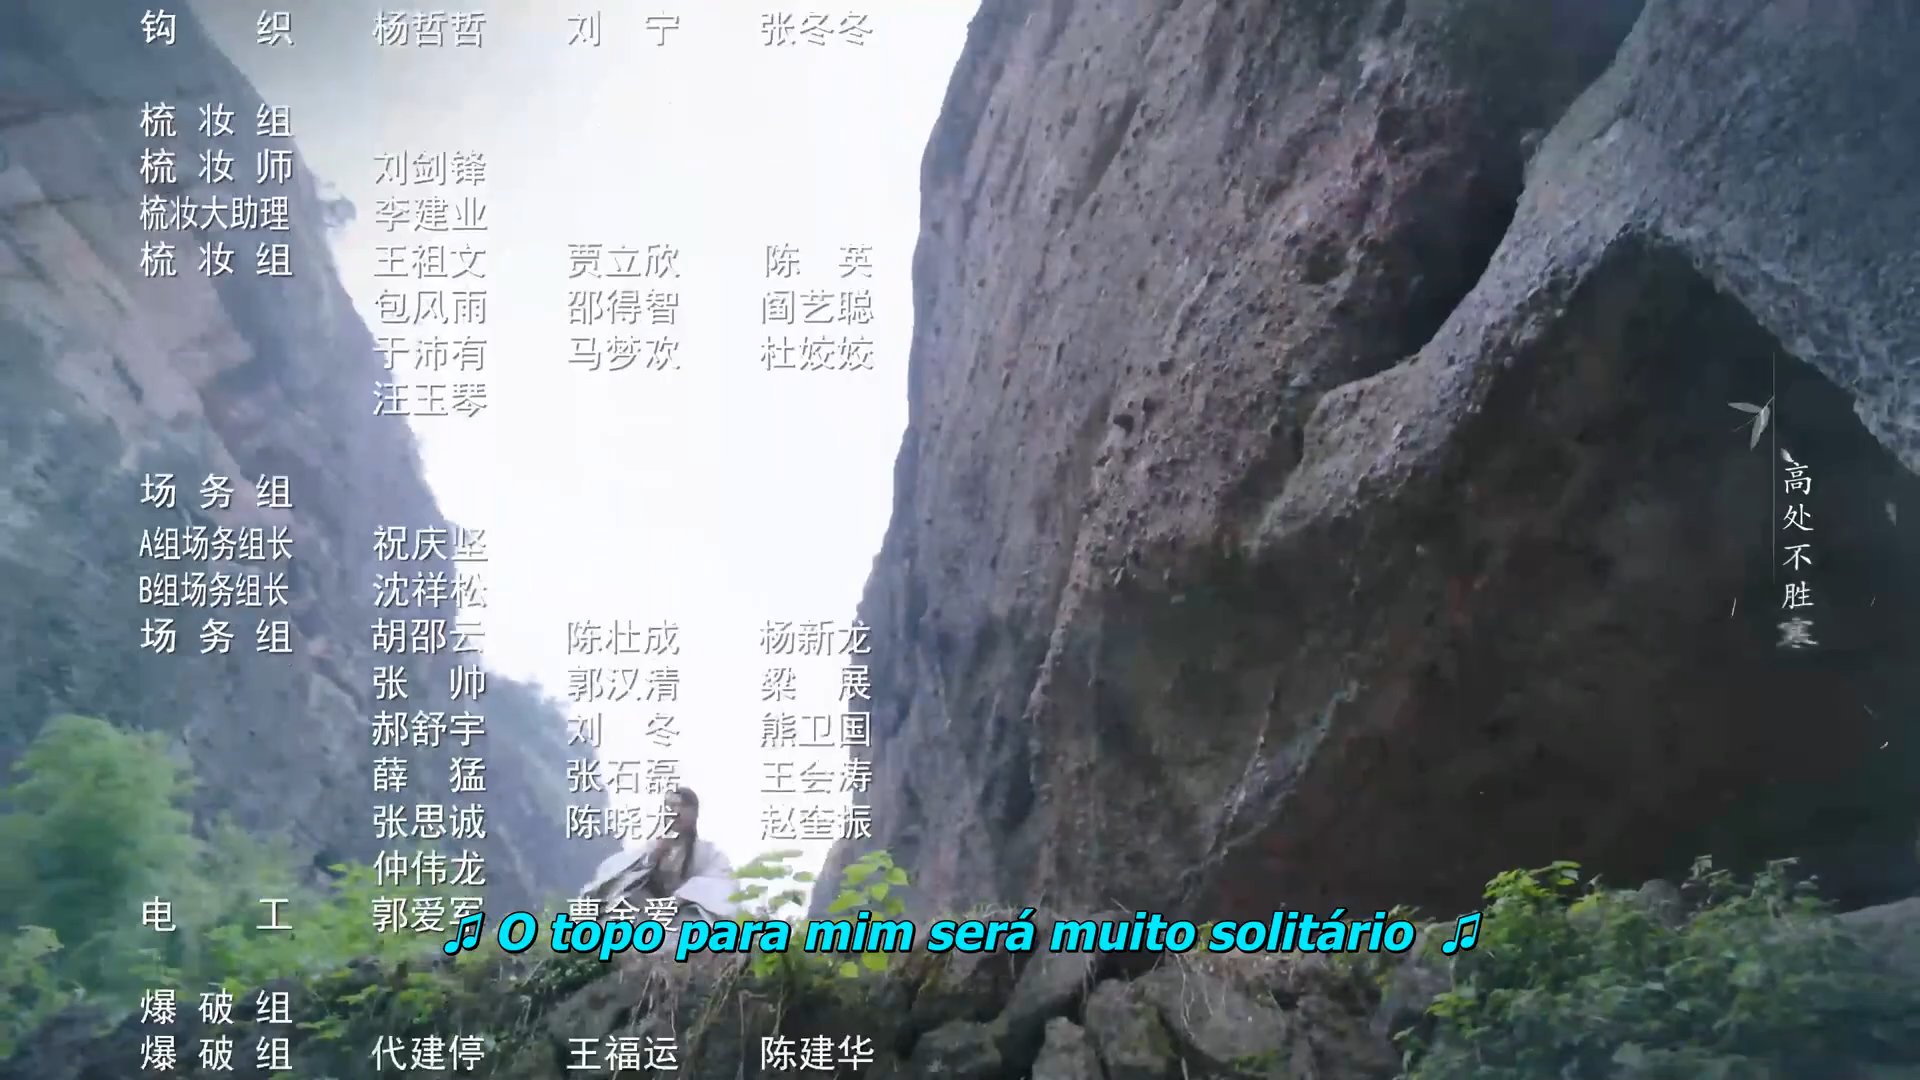 钩织 杨哲哲 刘宁 张冬冬
梳妆组
梳妆师 刘剑锋
梳妆大助理 李建业
梳妆组 王祖文 贾立欣 陈英
包风雨 邵得智 阎艺聪
于沛有 马梦欢 杜姣姣
汪玉琴
场务组
A组场务组长 祝庆坚
B组场务组长 沈祥松
场务组 胡邵云 陈壮成 杨新龙
张帅 郭汉清 梁展
郝舒宇 刘冬 熊卫国
薛猛 张石磊 王会涛
张思诚 陈晓龙 赵奎振
仲伟龙
电工 郭爱军 曹金爱
♫ O topo para mim será muito solitário ♫
爆破组
爆破组 代建停 王福运 陈建华
高处不胜寒